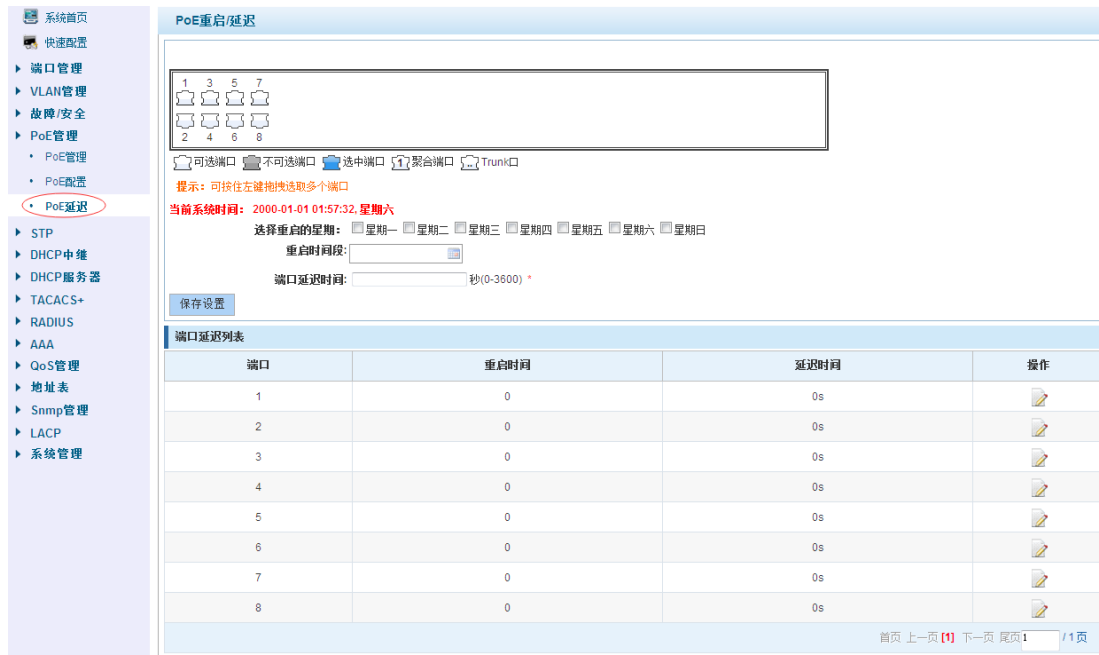 系统首页
快速配置
端口管理
VLAN管理
故障/安全
PoE管理
• PoE管理
• PoE配置
• PoE延迟
STP
DHCP中继
DHCP服务器
TACACS+
RADIUS
AAA
QoS管理
地址表
Snmp管理
LACP
系统管理
PoE重启/延迟
1 3 5 7
2 4 6 8
可选端口 不可选端口 选中端口 1 聚合端口 ... Trunk口
提示：可按住左键拖拽选取多个端口
当前系统时间： 2000-01-01 01:57:32, 星期六
选择重启的星期： 星期一 星期二 星期三 星期四 星期五 星期六 星期日
重启时间段:
端口延迟时间: 秒(0-3600) *
保存设置
端口延迟列表
端口 重启时间 延迟时间 操作
1 0 0s
2 0 0s
3 0 0s
4 0 0s
5 0 0s
6 0 0s
7 0 0s
8 0 0s
首页 上一页 [1] 下一页 尾页 1 / 1 页